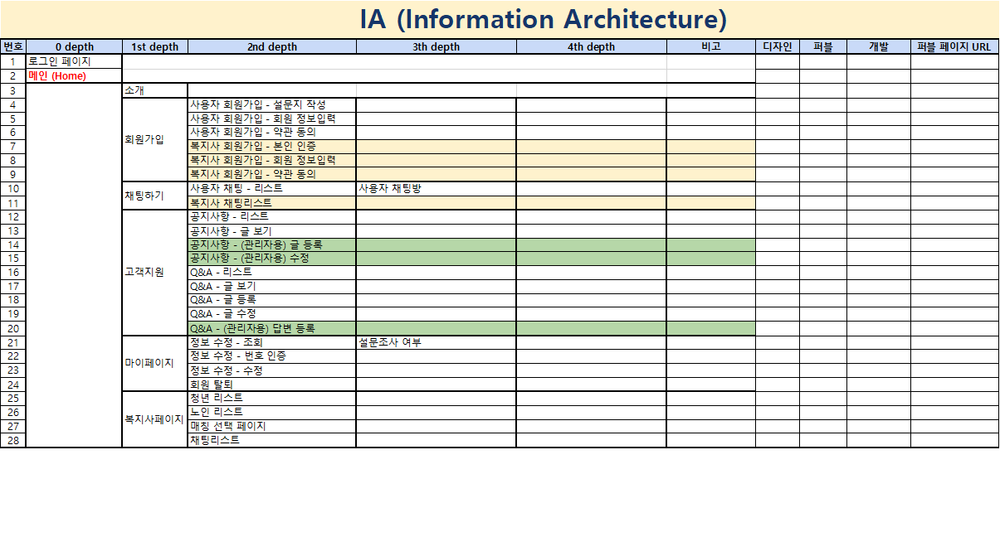 IA (Information Architecture)
번호 0 depth 1st depth 2nd depth 3th depth 4th depth 비고 디자인 퍼블 개발 퍼블 페이지 URL
1 로그인 페이지
2 메인 (Home)
3 소개
4 사용자 회원가입 - 설문지 작성
5 사용자 회원가입 - 회원 정보입력
6 사용자 회원가입 - 약관 동의
회원가입
7 복지사 회원가입 - 본인 인증
8 복지사 회원가입 - 회원 정보입력
9 복지사 회원가입 - 약관 동의
10 사용자 채팅 - 리스트 사용자 채팅방
채팅하기
11 복지사 채팅리스트
12 공지사항 - 리스트
13 공지사항 - 글 보기
14 공지사항 - (관리자용) 글 등록
15 공지사항 - (관리자용) 수정
16 고객지원 Q&A - 리스트
17 Q&A - 글 보기
18 Q&A - 글 등록
19 Q&A - 글 수정
20 Q&A - (관리자용) 답변 등록
21 정보 수정 - 조회 설문조사 여부
22 정보 수정 - 번호 인증
마이페이지
23 정보 수정 - 수정
24 회원 탈퇴
25 청년 리스트
26 노인 리스트
복지사페이지
27 매칭 선택 페이지
28 채팅리스트